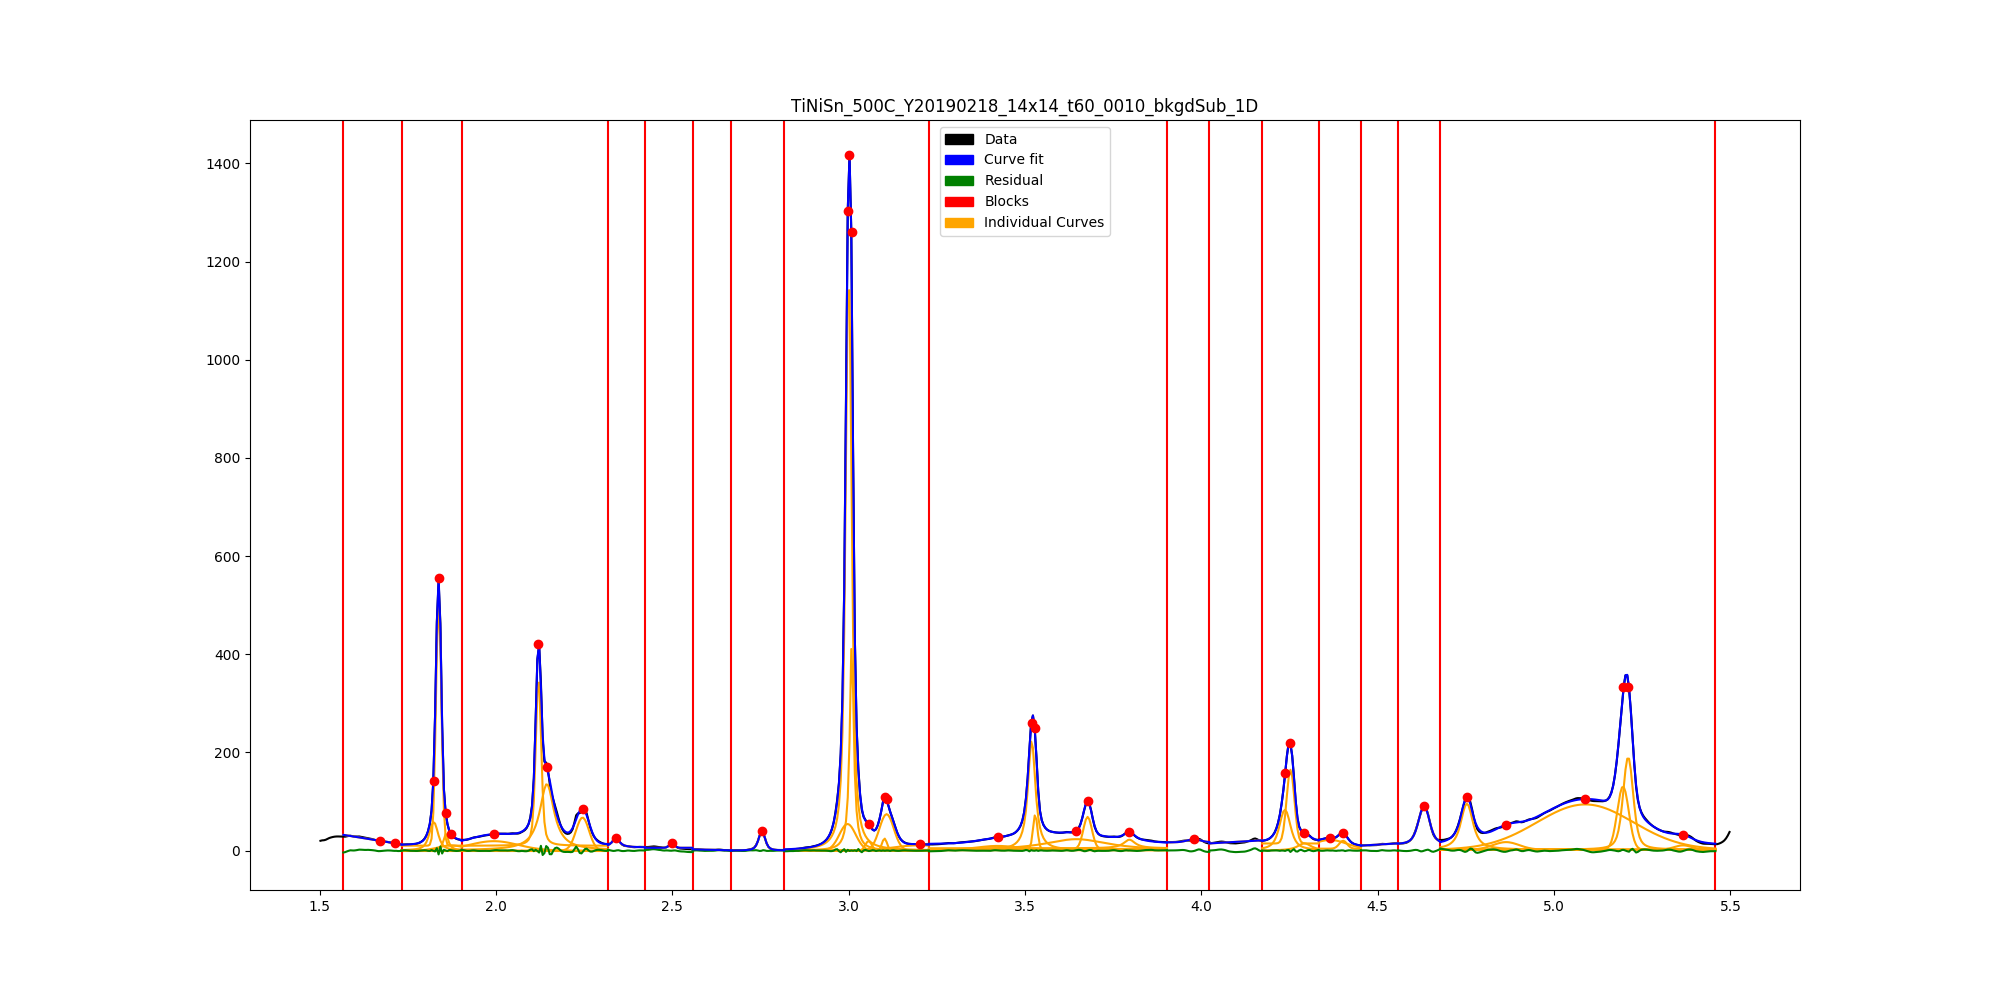 TiNiSn_500C_Y20190218_14x14_t60_0010_bkgdSub_1D
Data
Curve fit
Residual
Blocks
Individual Curves
1400
1200
1000
800
600
400
200
0
1.5 2.0 2.5 3.0 3.5 4.0 4.5 5.0 5.5